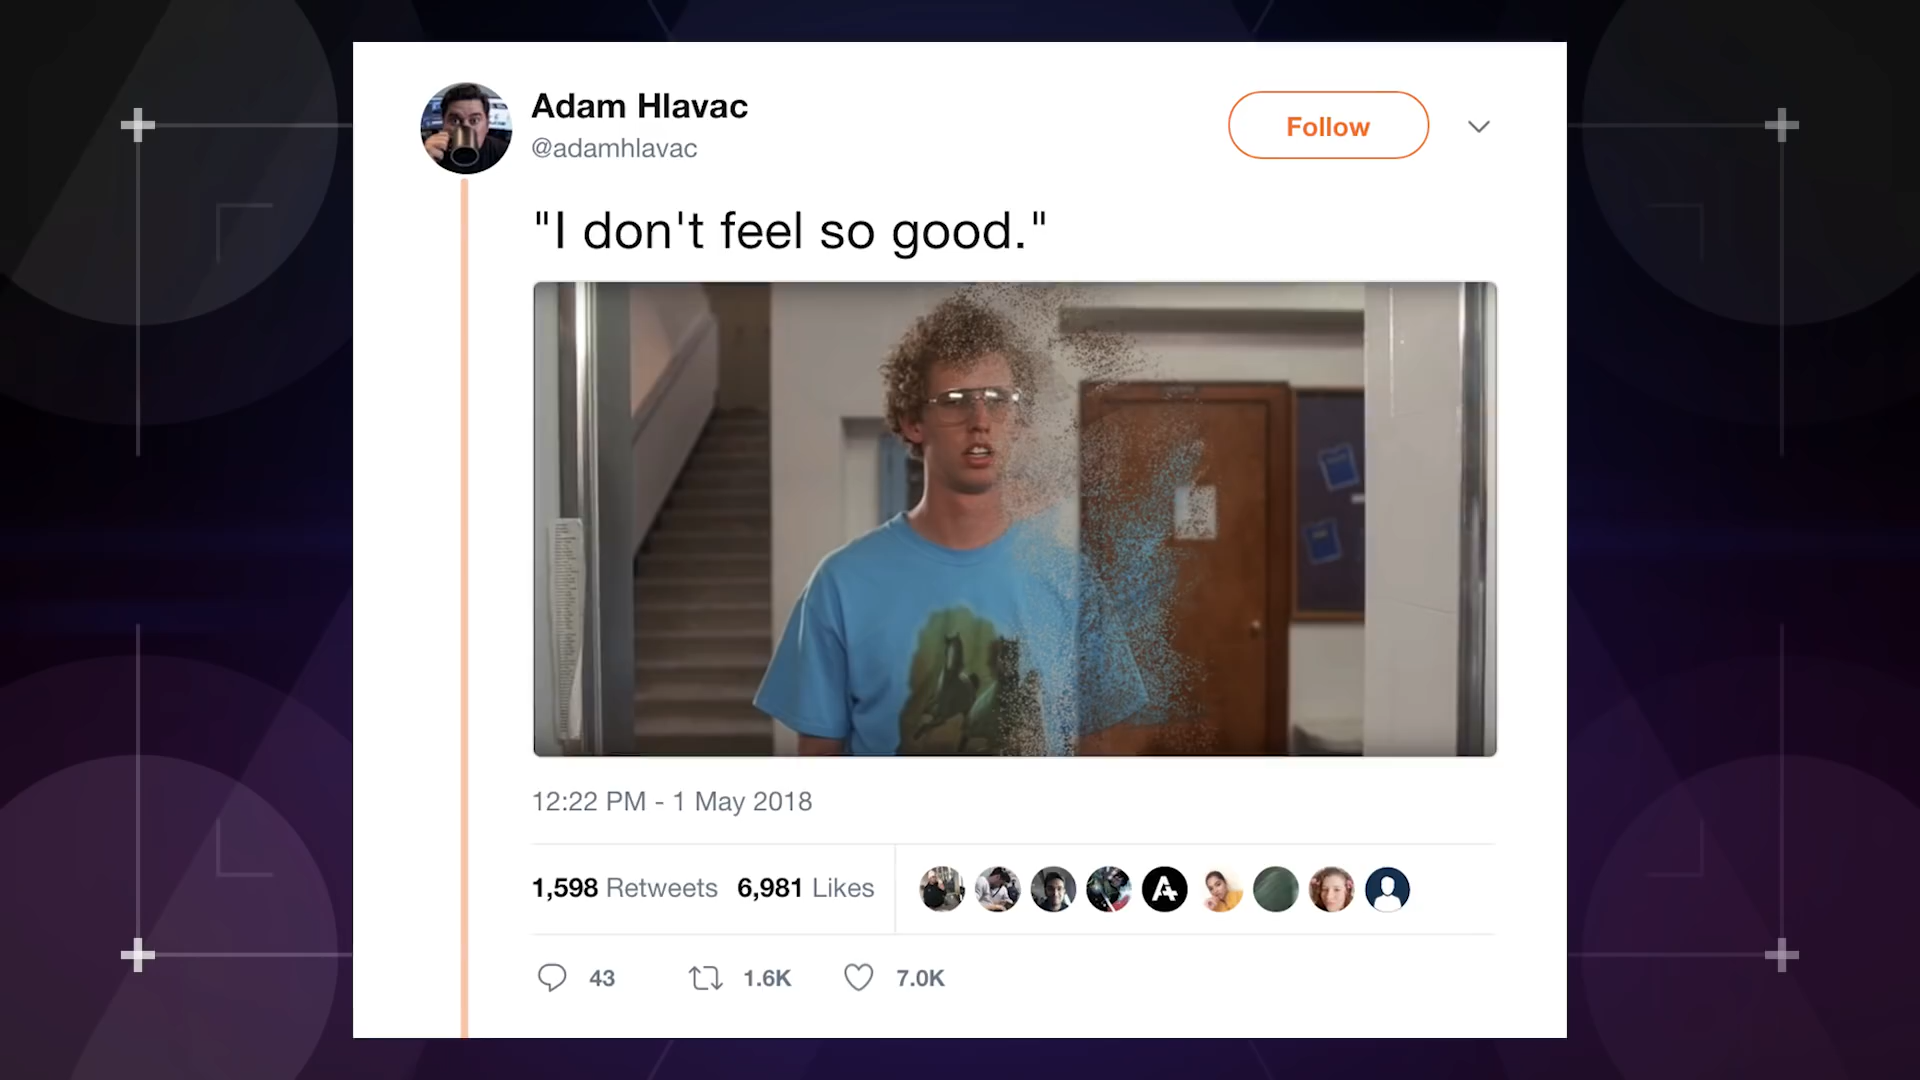 Adam Hlavac
@adamhlavac
Follow
"I don't feel so good."
12:22 PM - 1 May 2018
1,598 Retweets 6,981 Likes
43 1.6K 7.0K